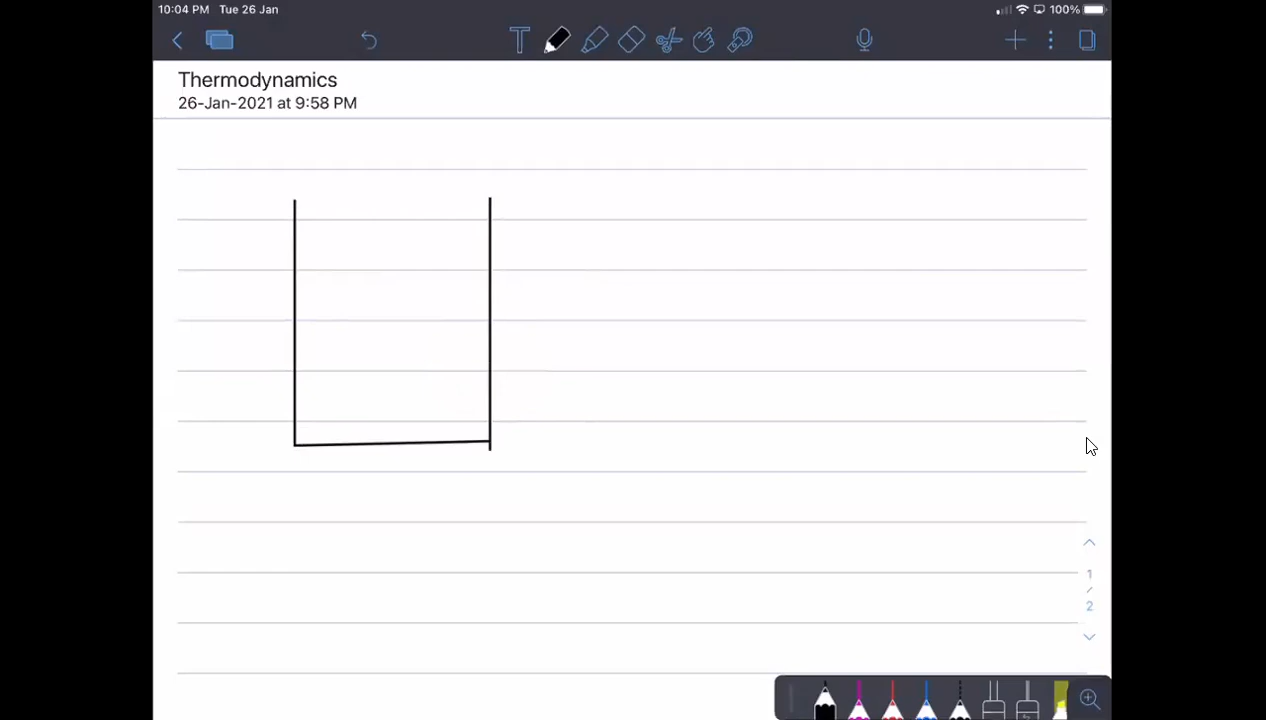 10:04 PM Tue 26 Jan 100%
T
Thermodynamics
26-Jan-2021 at 9:58 PM
1
/
2